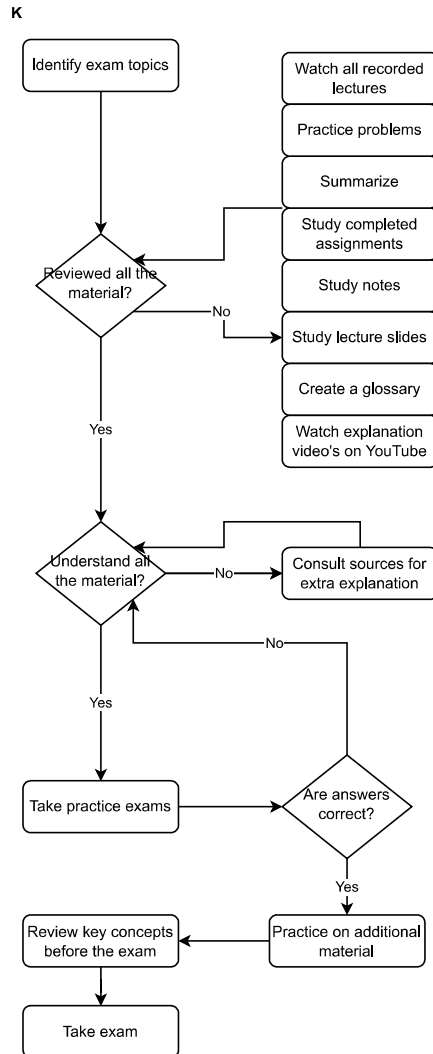 K
Identify exam topics
Watch all recorded
lectures
Practice problems
Summarize
Study completed
assignments
Reviewed all the
material?
Study notes
No
Study lecture slides
Create a glossary
Yes
Watch explanation
video's on YouTube
Understand all
the material?
No
Consult sources for
extra explanation
No
Yes
Take practice exams
Are answers
correct?
Yes
Review key concepts
before the exam
Practice on additional
material
Take exam